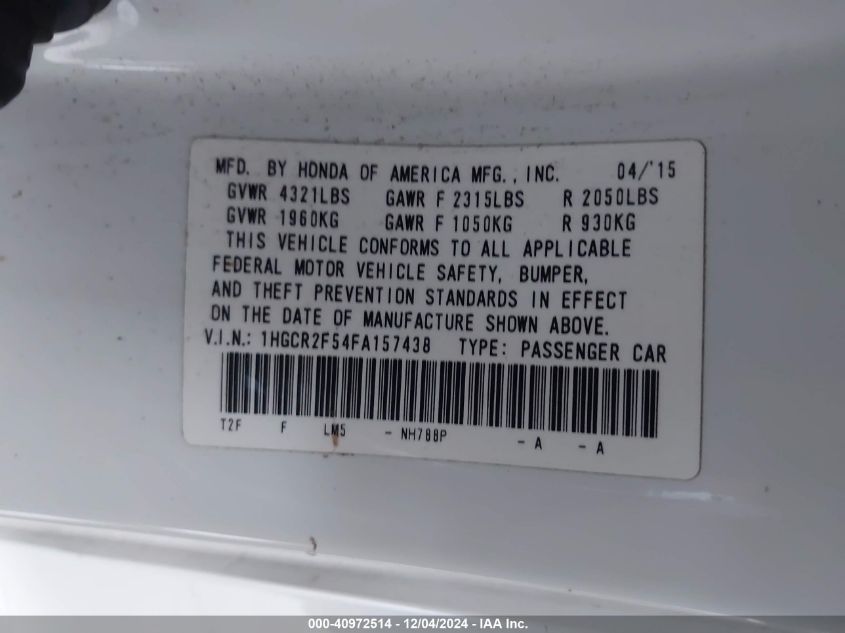 MFD. BY HONDA OF AMERICA MFG., INC. 04/'15
GVWR 4321LBS GAWR F 2315LBS R 2050LBS
GVWR 1960KG GAWR F 1050KG R 930KG
THIS VEHICLE CONFORMS TO ALL APPLICABLE
FEDERAL MOTOR VEHICLE SAFETY, BUMPER,
AND THEFT PREVENTION STANDARDS IN EFFECT
ON THE DATE OF MANUFACTURE SHOWN ABOVE.
V.I.N.: 1HGCR2F54FA157438 TYPE: PASSENGER CAR
T2F F LM5 - NH788P - A - A
000-40972514 - 12/04/2024 - IAA Inc.